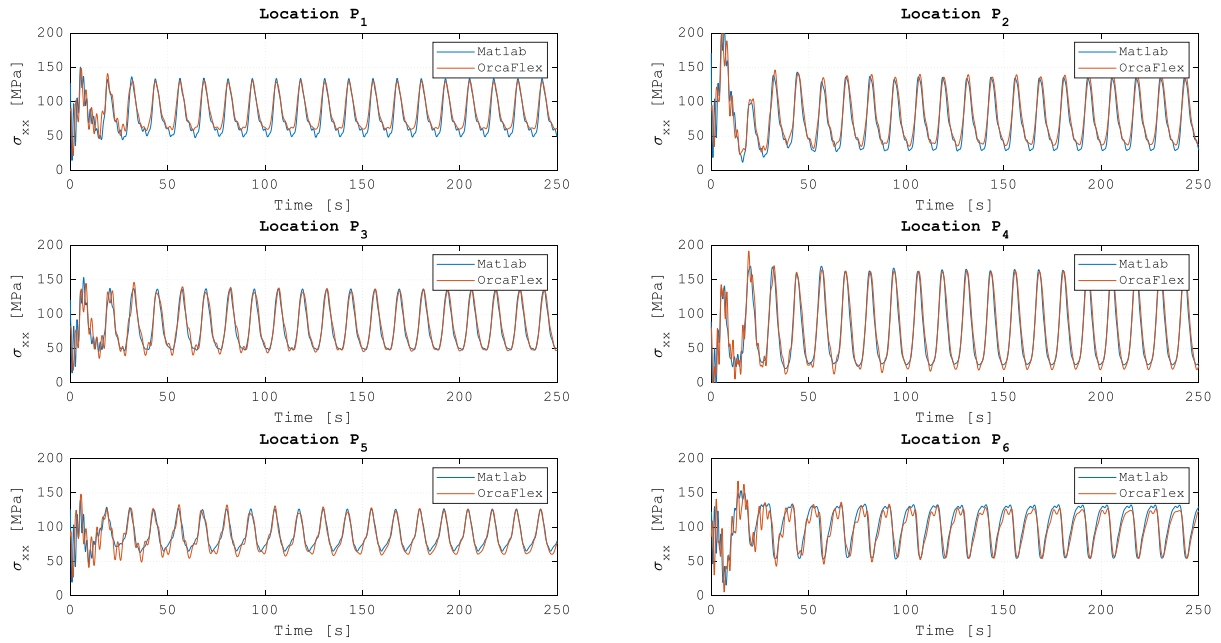 Location P1
Location P2
200
150
100
50
0
σxx [MPa]
Matlab
OrcaFlex
0 50 100 150 200 250
Time [s]
200
150
100
50
0
σxx [MPa]
Matlab
OrcaFlex
0 50 100 150 200 250
Time [s]
Location P3
Location P4
200
150
100
50
0
σxx [MPa]
Matlab
OrcaFlex
0 50 100 150 200 250
Time [s]
200
150
100
50
0
σxx [MPa]
Matlab
OrcaFlex
0 50 100 150 200 250
Time [s]
Location P5
Location P6
200
150
100
50
0
σxx [MPa]
Matlab
OrcaFlex
0 50 100 150 200 250
Time [s]
200
150
100
50
0
σxx [MPa]
Matlab
OrcaFlex
0 50 100 150 200 250
Time [s]